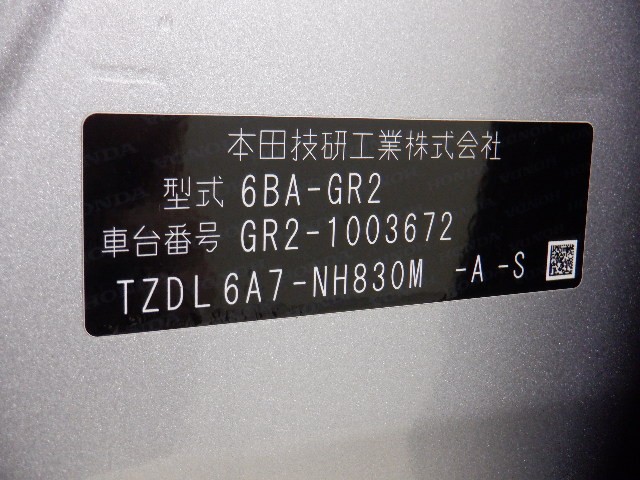 本田技研工業株式会社
型式 6BA-GR2
車台番号 GR2-1003672
TZDL 6A7-NH830M -A -S